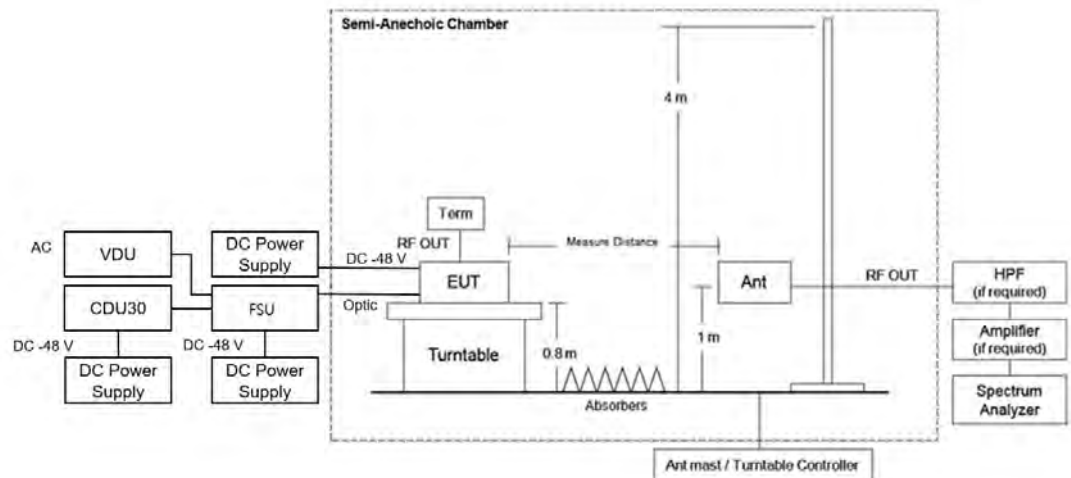 Semi-Anechoic Chamber
4 m
Term
AC
VDU
DC Power
Supply
RF OUT
DC -48 V
Measure Distance
EUT
Ant
RF OUT
HPF
(if required)
CDU30
FSU
Optic
DC -48 V
DC -48 V
Turntable
0.8 m
1 m
Amplifier
(if required)
DC Power
Supply
DC Power
Supply
Absorbers
Spectrum
Analyzer
Ant mast / Turntable Controller